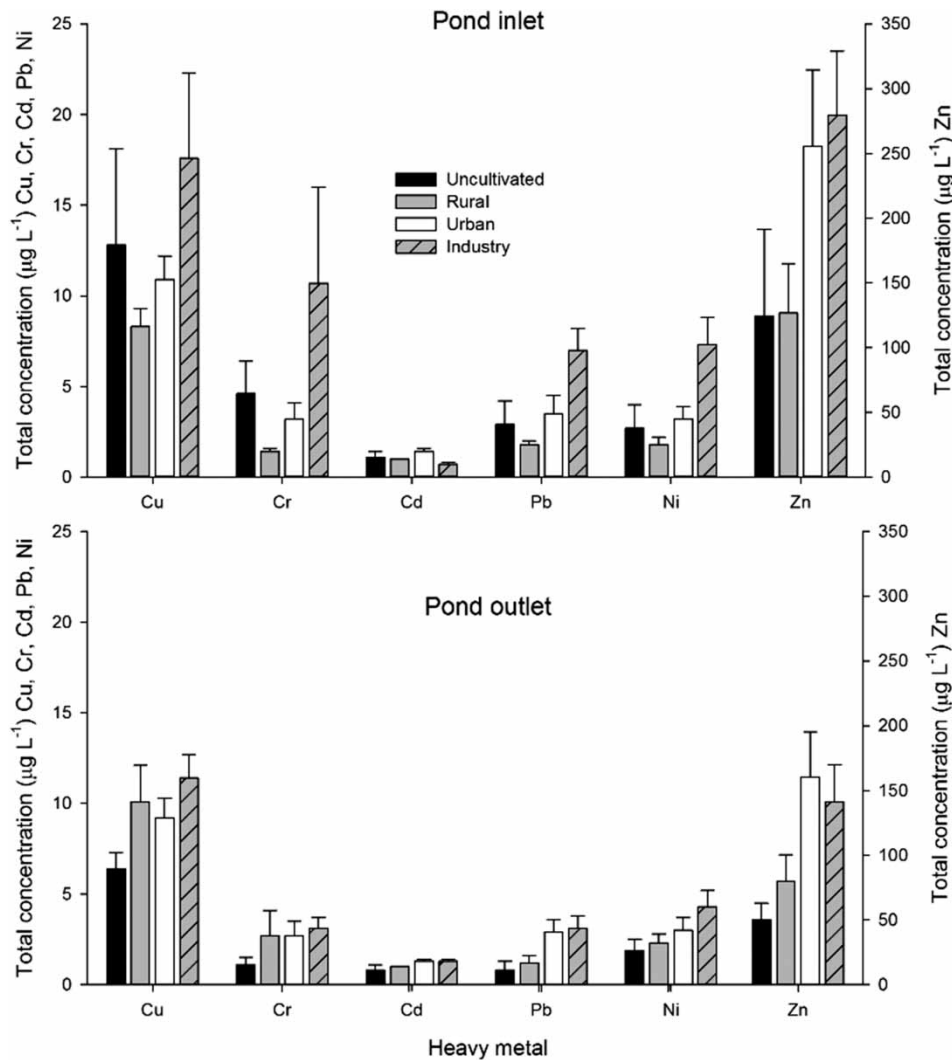 Pond inlet
Total concentration (µg L⁻¹) Cu, Cr, Cd, Pb, Ni
25
20
15
10
5
0
Uncultivated
Rural
Urban
Industry
350
300
250
200
150
100
50
0
Total concentration (µg L⁻¹) Zn
Cu Cr Cd Pb Ni Zn
Pond outlet
Total concentration (µg L⁻¹) Cu, Cr, Cd, Pb, Ni
25
20
15
10
5
0
350
300
250
200
150
100
50
0
Total concentration (µg L⁻¹) Zn
Cu Cr Cd Pb Ni Zn
Heavy metal